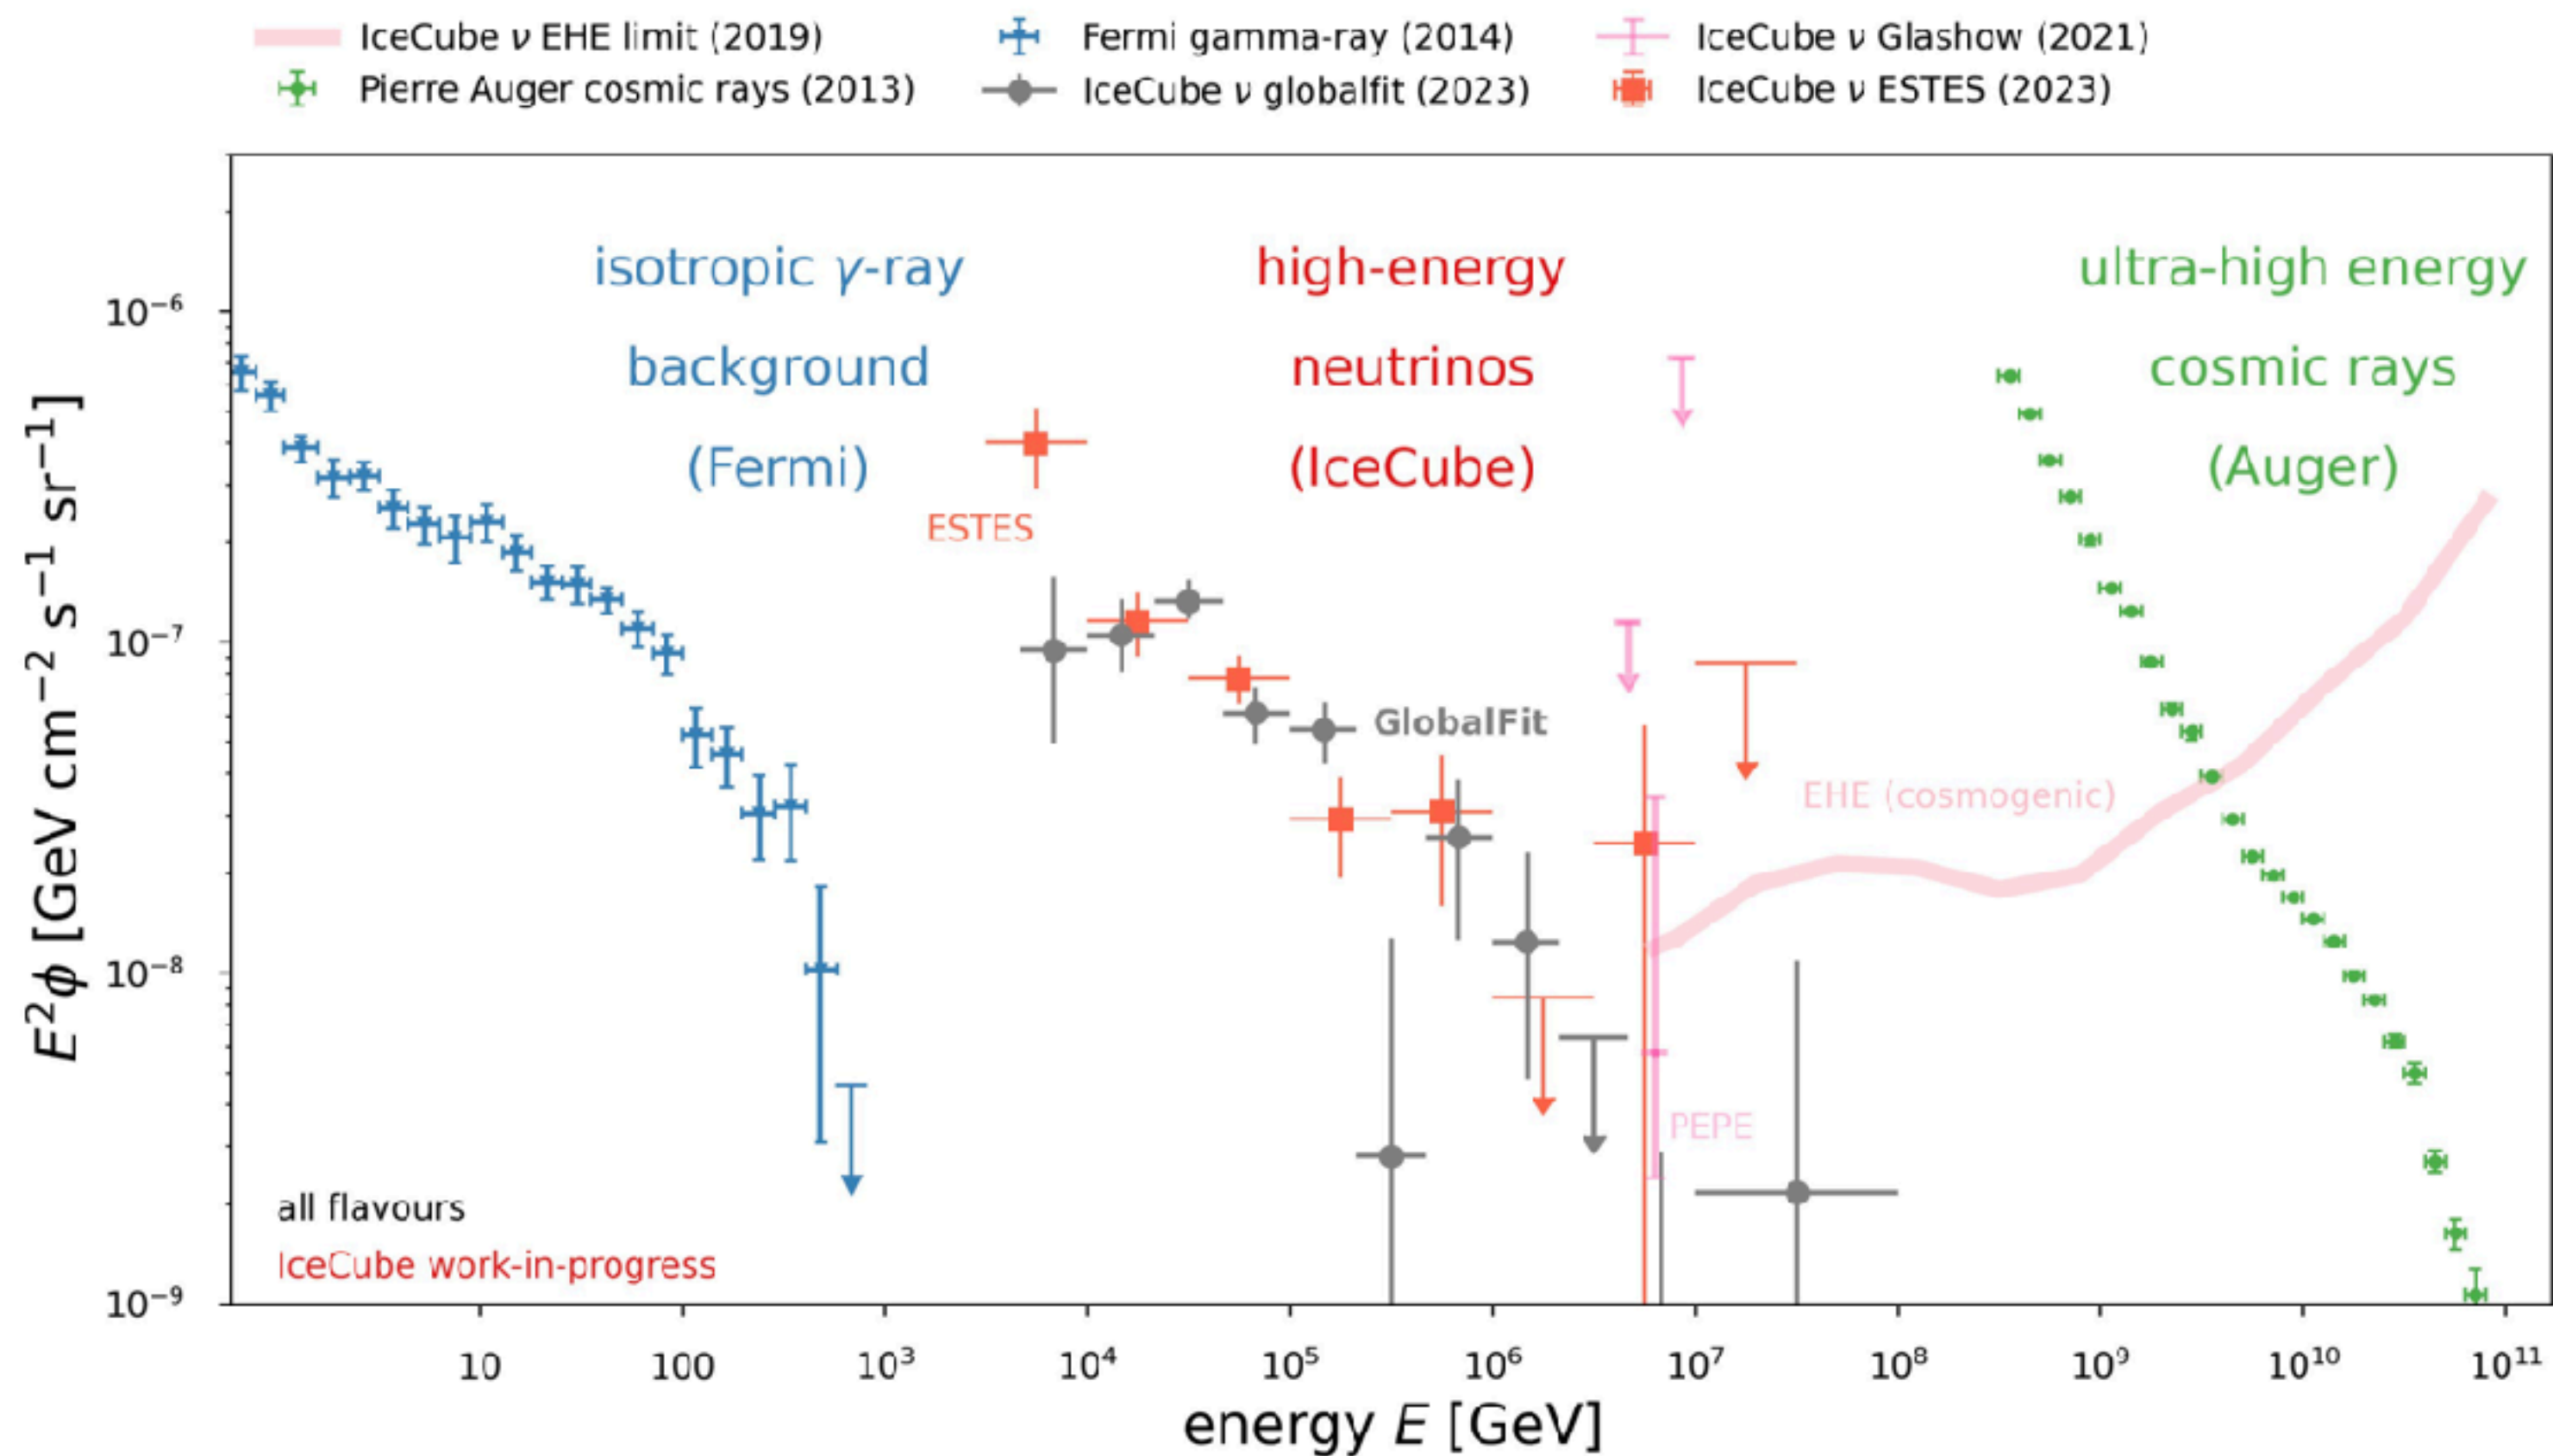 IceCube ν EHE limit (2019)
Pierre Auger cosmic rays (2013)
Fermi gamma-ray (2014)
IceCube ν globalfit (2023)
IceCube ν Glashow (2021)
IceCube ν ESTES (2023)
isotropic γ-ray
background
(Fermi)
high-energy
neutrinos
(IceCube)
ultra-high energy
cosmic rays
(Auger)
ESTES
GlobalFit
EHE (cosmogenic)
PEPE
all flavours
IceCube work-in-progress
E²ϕ [GeV cm⁻² s⁻¹ sr⁻¹]
10⁻⁶
10⁻⁷
10⁻⁸
10⁻⁹
10 100 10³ 10⁴ 10⁵ 10⁶ 10⁷ 10⁸ 10⁹ 10¹⁰ 10¹¹
energy E [GeV]